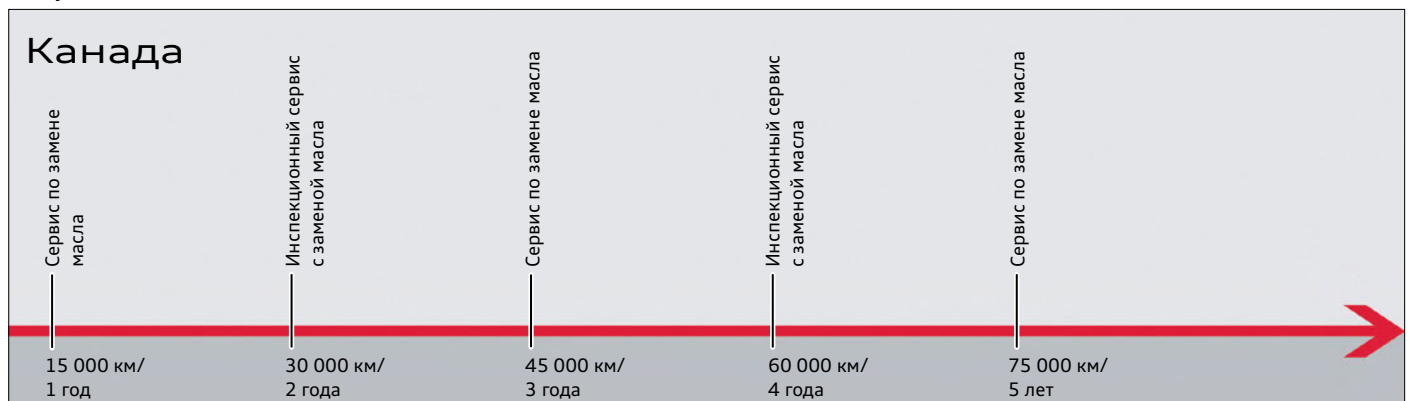 Канада
Сервис по замене
масла
Инспекционный сервис
с заменой масла
Сервис по замене масла
Инспекционный сервис
с заменой масла
Сервис по замене масла
15 000 км/
1 год
30 000 км/
2 года
45 000 км/
3 года
60 000 км/
4 года
75 000 км/
5 лет